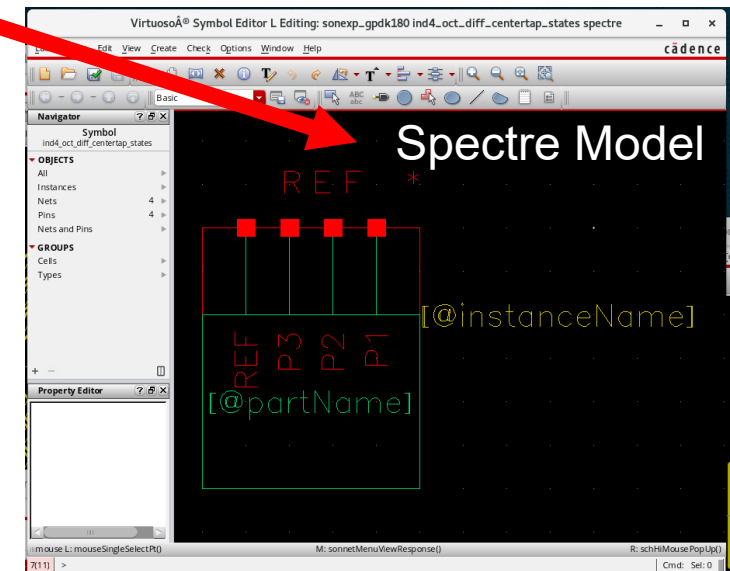 VirtuosoÂ® Symbol Editor L Editing: sonexp_gpdk180 ind4_oct_diff_centertap_states spectre
Edit View Create Check Options Window Help
cādence
Basic
Navigator
Symbol
ind4_oct_diff_centertap_states
OBJECTS
All
Instances
Nets 4
Pins 4
Nets and Pins
GROUPS
Cells
Types
Property Editor
Spectre Model
REF *
[@instanceName]
REF
P3
P2
P1
[@partName]
mouse L: mouseSingleSelectPt()
M: sonnetMenuViewResponse()
R: schHiMousePopUp()
7(11) >
Cmd: Sel: 0